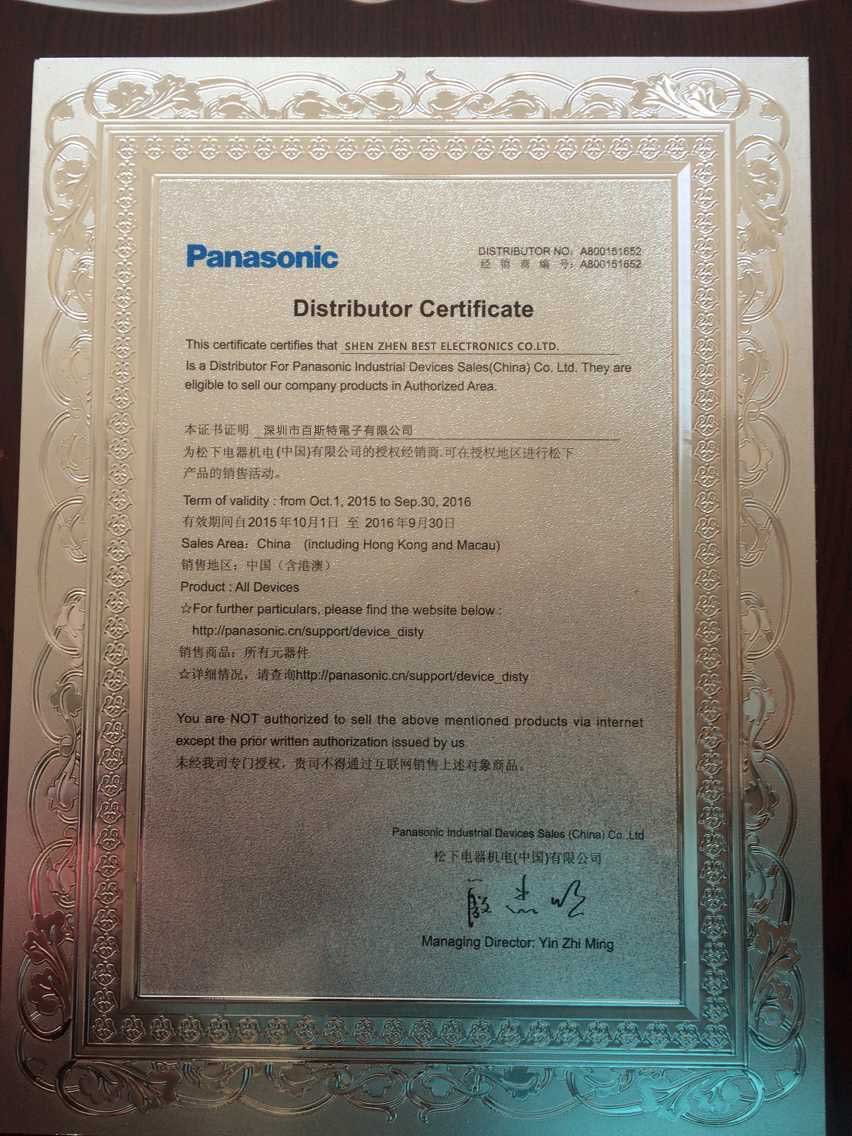 Panasonic
DISTRIBUTOR NO: A800151652
经 销 商 编 号: A800151652
Distributor Certificate
This certificate certifies that SHEN ZHEN BEST ELECTRONICS CO.LTD.
Is a Distributor For Panasonic Industrial Devices Sales(China) Co. Ltd. They are
eligible to sell our company products in Authorized Area.
本证书证明 深圳市百斯特電子有限公司
为松下电器机电(中国)有限公司的授权经销商.可在授权地区进行松下
产品的销售活动。
Term of validity : from Oct.1, 2015 to Sep.30, 2016
有效期间自2015年10月1日 至 2016年9月30日
Sales Area: China (including Hong Kong and Macau)
销售地区: 中国（含港澳）
Product : All Devices
☆For further particulars, please find the website below :
http://panasonic.cn/support/device_disty
销售商品: 所有元器件
☆详细情况，请查询http://panasonic.cn/support/device_disty
You are NOT authorized to sell the above mentioned products via internet
except the prior written authorization issued by us
未经我司专门授权，贵司不得通过互联网销售上述对象商品。
Panasonic Industrial Devices Sales (China) Co.,Ltd
松下电器机电(中国)有限公司
Managing Director: Yin Zhi Ming